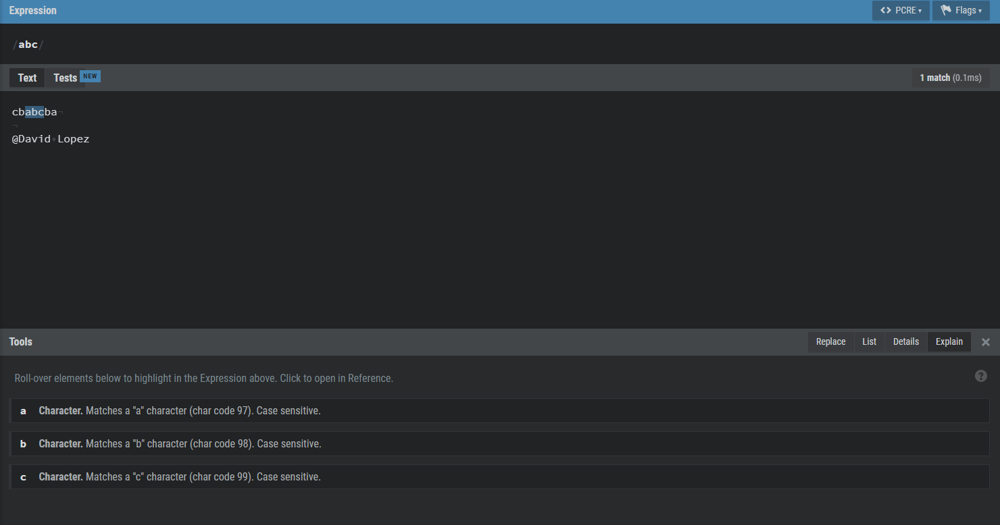 Expression
<> PCRE ▾
Flags ▾
/abc/
Text
Tests NEW
1 match (0.1ms)
cbabcba¬
¬
@David·Lopez
Tools
Replace
List
Details
Explain
×
Roll-over elements below to highlight in the Expression above. Click to open in Reference.
?
a Character. Matches a "a" character (char code 97). Case sensitive.
b Character. Matches a "b" character (char code 98). Case sensitive.
c Character. Matches a "c" character (char code 99). Case sensitive.